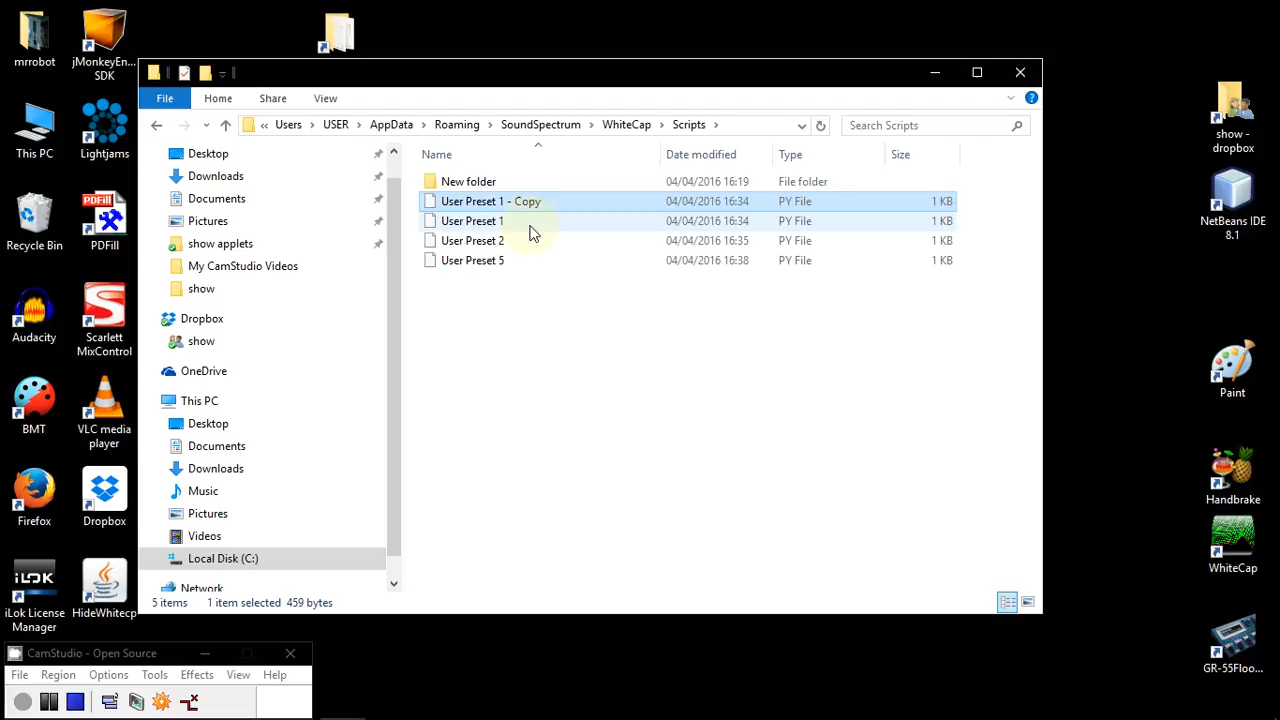 mrrobot
jMonkeyEn...
SDK
This PC
Lightjams
Recycle Bin
PDFill
PDF
Audacity
Scarlett
MixControl
BMT
VLC media
player
Firefox
Dropbox
iLOK
iLok License
Manager
HideWhitecp
File
Home
Share
View
« Users > USER > AppData > Roaming > SoundSpectrum > WhiteCap > Scripts >
Search Scripts
Desktop
Downloads
Documents
Pictures
show applets
My CamStudio Videos
show
Dropbox
show
OneDrive
This PC
Desktop
Documents
Downloads
Music
Pictures
Videos
Local Disk (C:)
Network
Name Date modified Type Size
New folder 04/04/2016 16:19 File folder
User Preset 1 - Copy 04/04/2016 16:34 PY File 1 KB
User Preset 1 04/04/2016 16:34 PY File 1 KB
User Preset 2 04/04/2016 16:35 PY File 1 KB
User Preset 5 04/04/2016 16:38 PY File 1 KB
5 items 1 item selected 459 bytes
CamStudio - Open Source
File Region Options Tools Effects View Help
show -
dropbox
NetBeans IDE
8.1
Paint
Handbrake
WhiteCap
GR-55Floo...